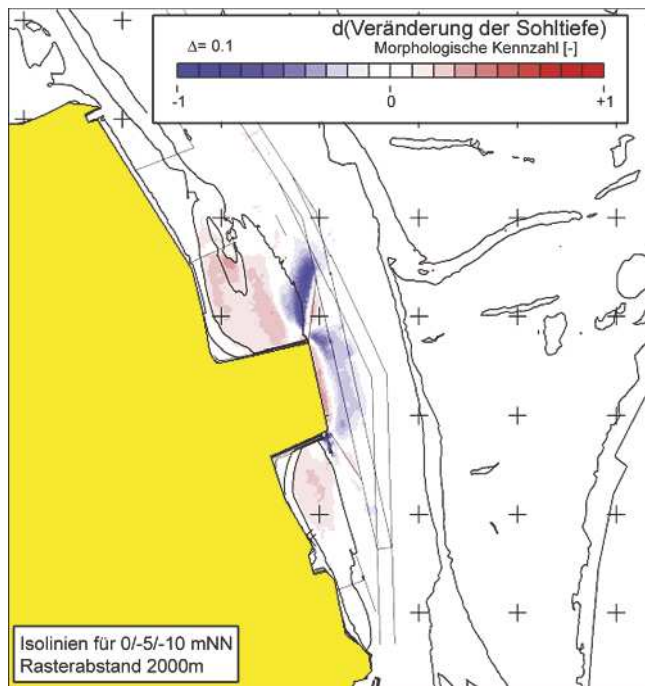 d(Veränderung der Sohltiefe)
Δ= 0.1
Morphologische Kennzahl [-]
-1
0
+1
Isolinien für 0/-5/-10 mNN
Rasterabstand 2000m